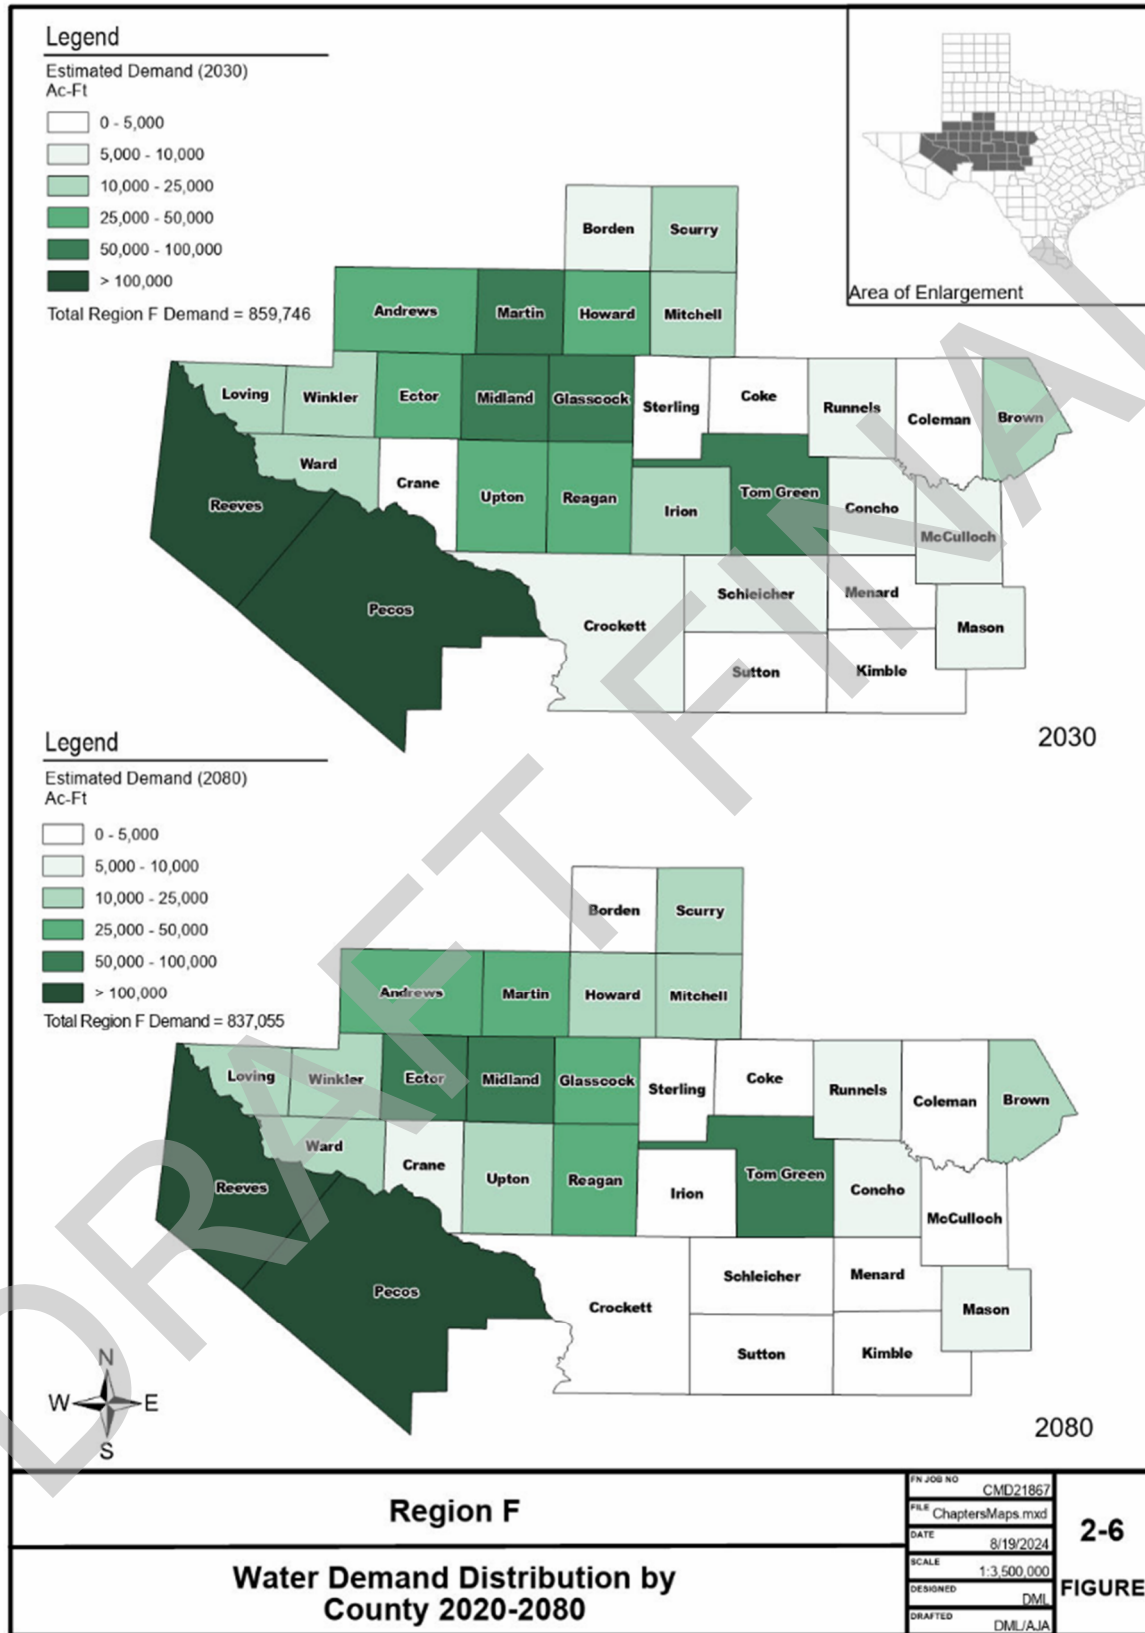 Legend
Estimated Demand (2030)
Ac-Ft
0 - 5,000
5,000 - 10,000
10,000 - 25,000
25,000 - 50,000
50,000 - 100,000
> 100,000
Total Region F Demand = 859,746
Area of Enlargement
Borden Scurry
Andrews Martin Howard Mitchell
Loving Winkler Ector Midland Glasscock Sterling Coke Runnels Coleman Brown
Ward Crane Upton Reagan Irion Tom Green Concho McCulloch
Reeves
Pecos
Crockett Schleicher Menard Mason
Sutton Kimble
2030
Legend
Estimated Demand (2080)
Ac-Ft
0 - 5,000
5,000 - 10,000
10,000 - 25,000
25,000 - 50,000
50,000 - 100,000
> 100,000
Total Region F Demand = 837,055
Borden Scurry
Andrews Martin Howard Mitchell
Loving Winkler Ector Midland Glasscock Sterling Coke Runnels Coleman Brown
Ward Crane Upton Reagan Irion Tom Green Concho McCulloch
Reeves
Pecos
Crockett Schleicher Menard Mason
Sutton Kimble
N
W E
S
2080
DRAFT FINAL
Region F
Water Demand Distribution by
County 2020-2080
FN JOB NO
CMD21867
FILE ChaptersMaps.mxd
DATE
8/19/2024
SCALE
1:3,500,000
DESIGNED
DML
DRAFTED
DML/AJA
2-6
FIGURE